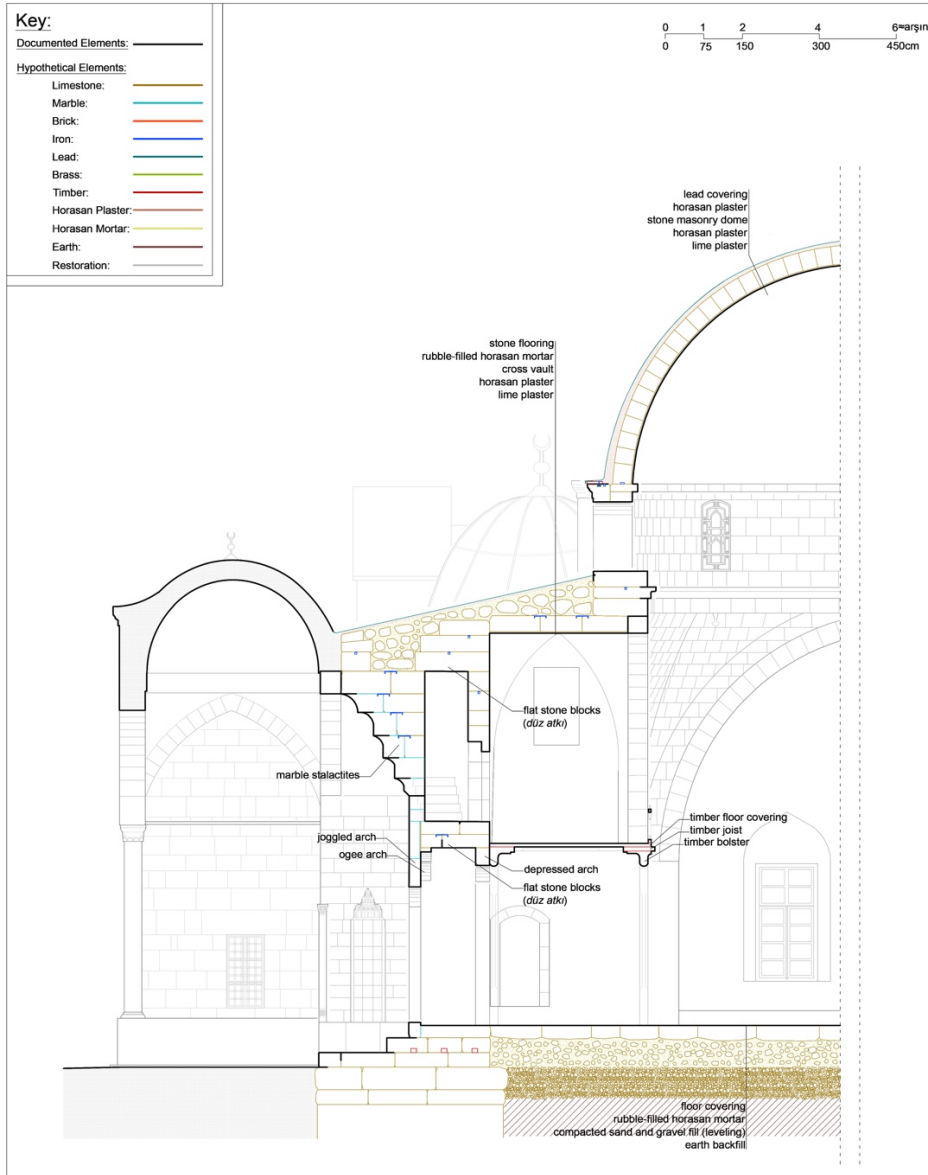 Key:
Documented Elements:
Hypothetical Elements:
Limestone:
Marble:
Brick:
Iron:
Lead:
Brass:
Timber:
Horasan Plaster:
Horasan Mortar:
Earth:
Restoration:
0 1 2 4 6≈arşın
0 75 150 300 450cm
lead covering
horasan plaster
stone masonry dome
horasan plaster
lime plaster
stone flooring
rubble-filled horasan mortar
cross vault
horasan plaster
lime plaster
flat stone blocks
(düz atkı)
marble stalactites
joggled arch
ogee arch
timber floor covering
timber joist
timber bolster
depressed arch
flat stone blocks
(düz atkı)
floor covering
rubble-filled horasan mortar
compacted sand and gravel fill (leveling)
earth backfill